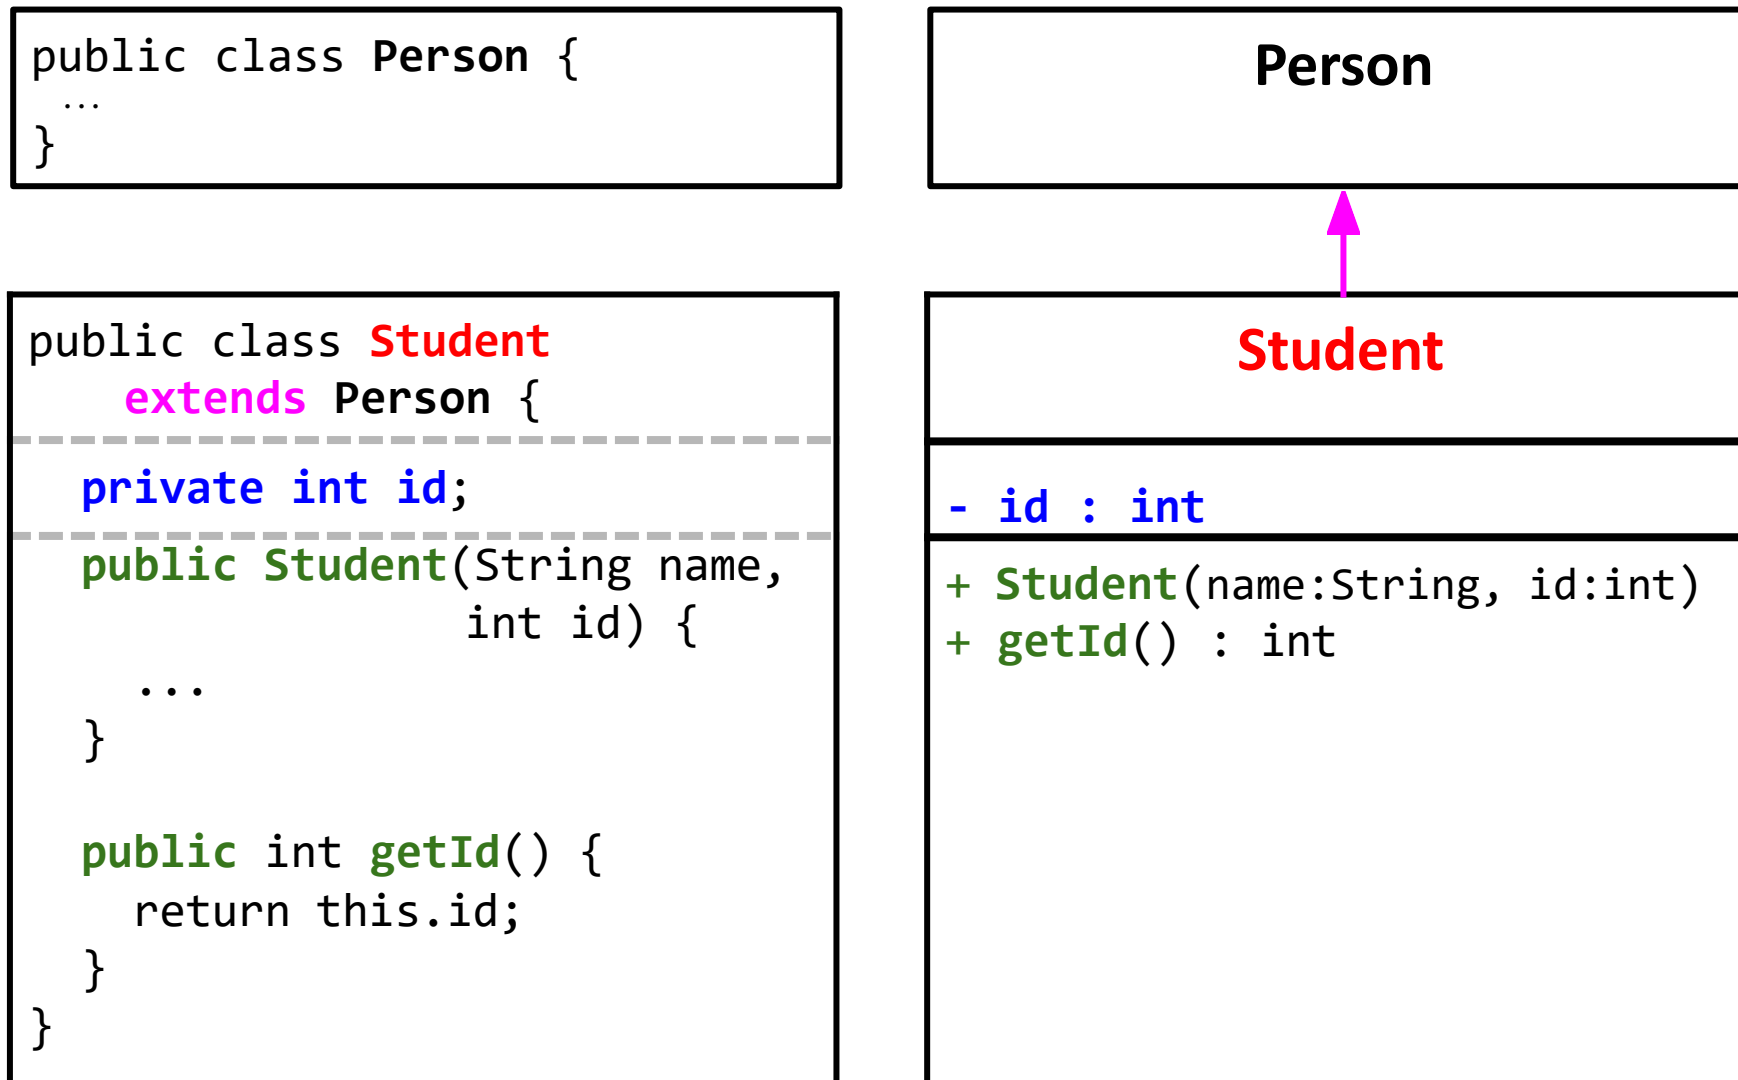 public class Person {
...
}
Person
public class Student
extends Person {
private int id;
public Student(String name,
int id) {
...
}
public int getId() {
return this.id;
}
}
Student
- id : int
+ Student(name:String, id:int)
+ getId() : int